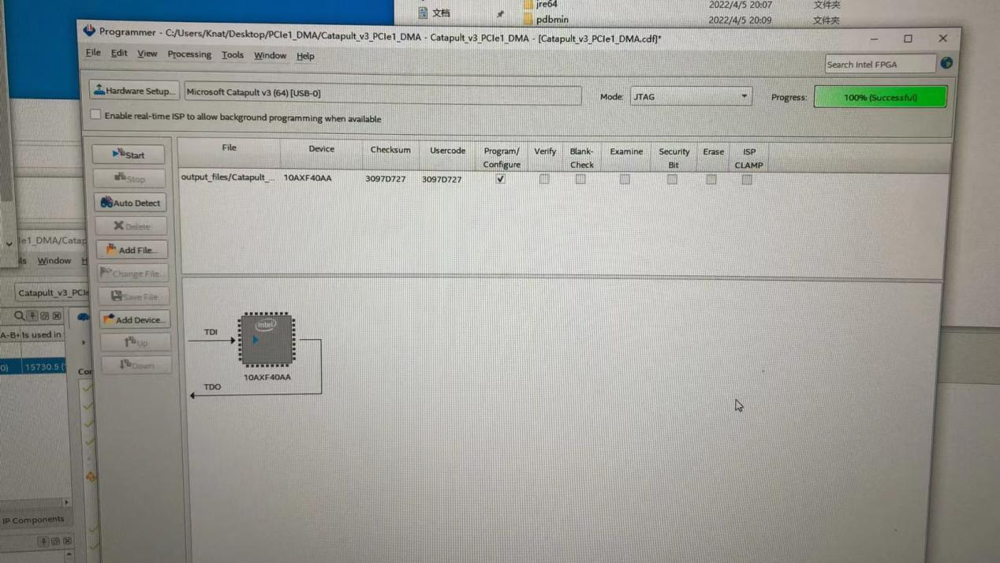 jre64 2022/4/5 20:07 文件夹
文档
pdbmin 2022/4/5 20:09 文件夹
Programmer - C:/Users/Knat/Desktop/PCIe1_DMA/Catapult_v3_PCIe1_DMA - Catapult_v3_PCIe1_DMA - [Catapult_v3_PCIe1_DMA.cdf]*
File Edit View Processing Tools Window Help
Search Intel FPGA
Hardware Setup... Microsoft Catapult v3 (64) [USB-0] Mode: JTAG Progress: 100% (Successful)
Enable real-time ISP to allow background programming when available
File Device Checksum Usercode Program/ Configure Verify Blank- Check Examine Security Bit Erase ISP CLAMP
output_files/Catapult_... 10AXF40AA 3097D727 3097D727
Start
Stop
Auto Detect
Delete
Add File...
Change File...
Save File
Add Device...
Up
Down
TDI
intel
10AXF40AA
TDO
Ie1_DMA/Catap
ls Window H
Catapult_v3_PCIe
A-B+ Is used in
0) 15730.5 (
Cor
IP Components